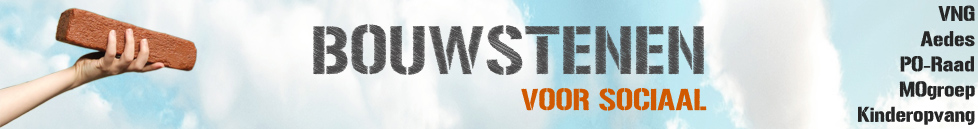 BOUWSTENEN
VOOR SOCIAAL
VNG
Aedes
PO-Raad
MOgroep
Kinderopvang